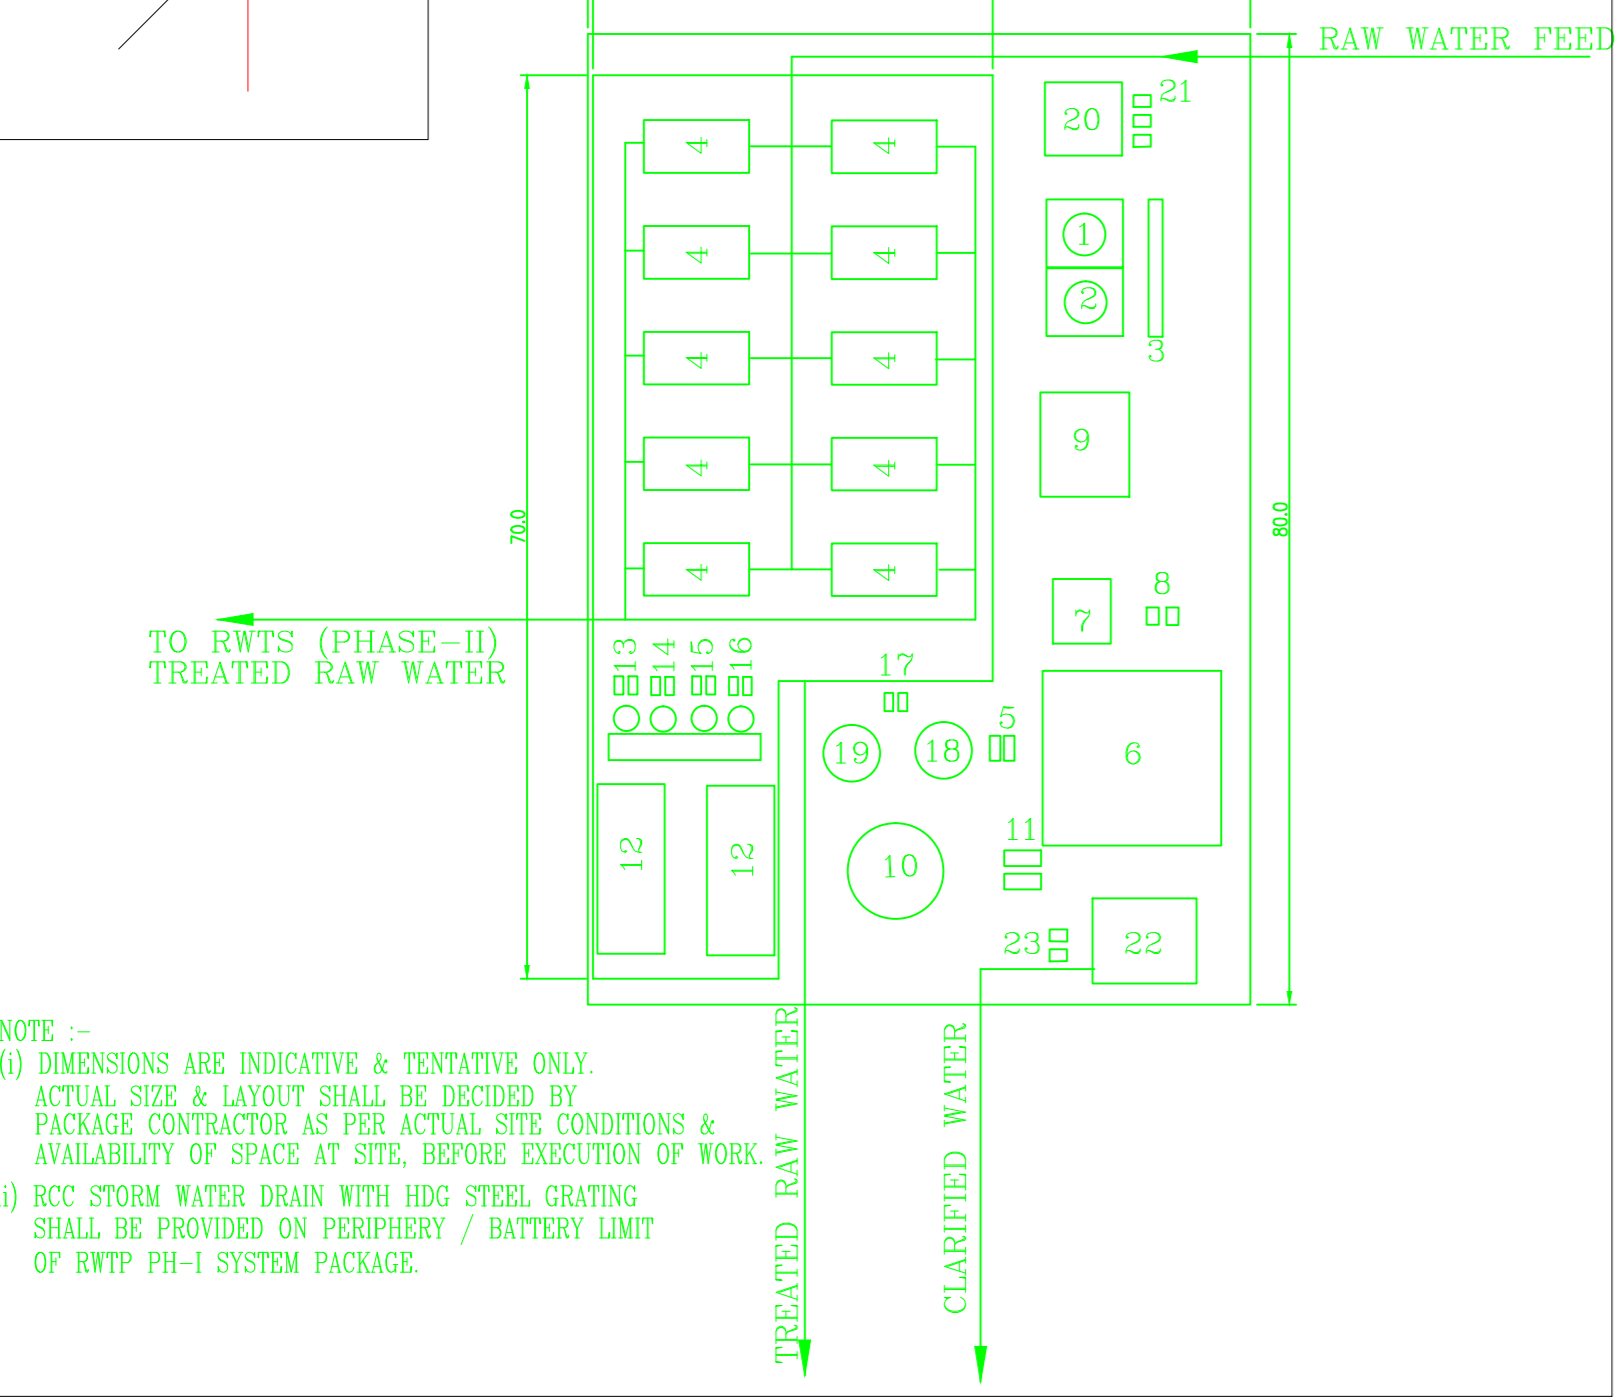 RAW WATER FEED
21
20
4 4
1
4 4
2
3
4 4
9
4 4
70.0
80.0
4 4
8
7
TO RWTS (PHASE-II)
TREATED RAW WATER
13 14 15 16
17
5
19 18 6
11
12 12 10
23 22
TREATED RAW WATER
CLARIFIED WATER
NOTE :-
(i) DIMENSIONS ARE INDICATIVE & TENTATIVE ONLY.
ACTUAL SIZE & LAYOUT SHALL BE DECIDED BY
PACKAGE CONTRACTOR AS PER ACTUAL SITE CONDITIONS &
AVAILABILITY OF SPACE AT SITE, BEFORE EXECUTION OF WORK.
i) RCC STORM WATER DRAIN WITH HDG STEEL GRATING
SHALL BE PROVIDED ON PERIPHERY / BATTERY LIMIT
OF RWTP PH-I SYSTEM PACKAGE.